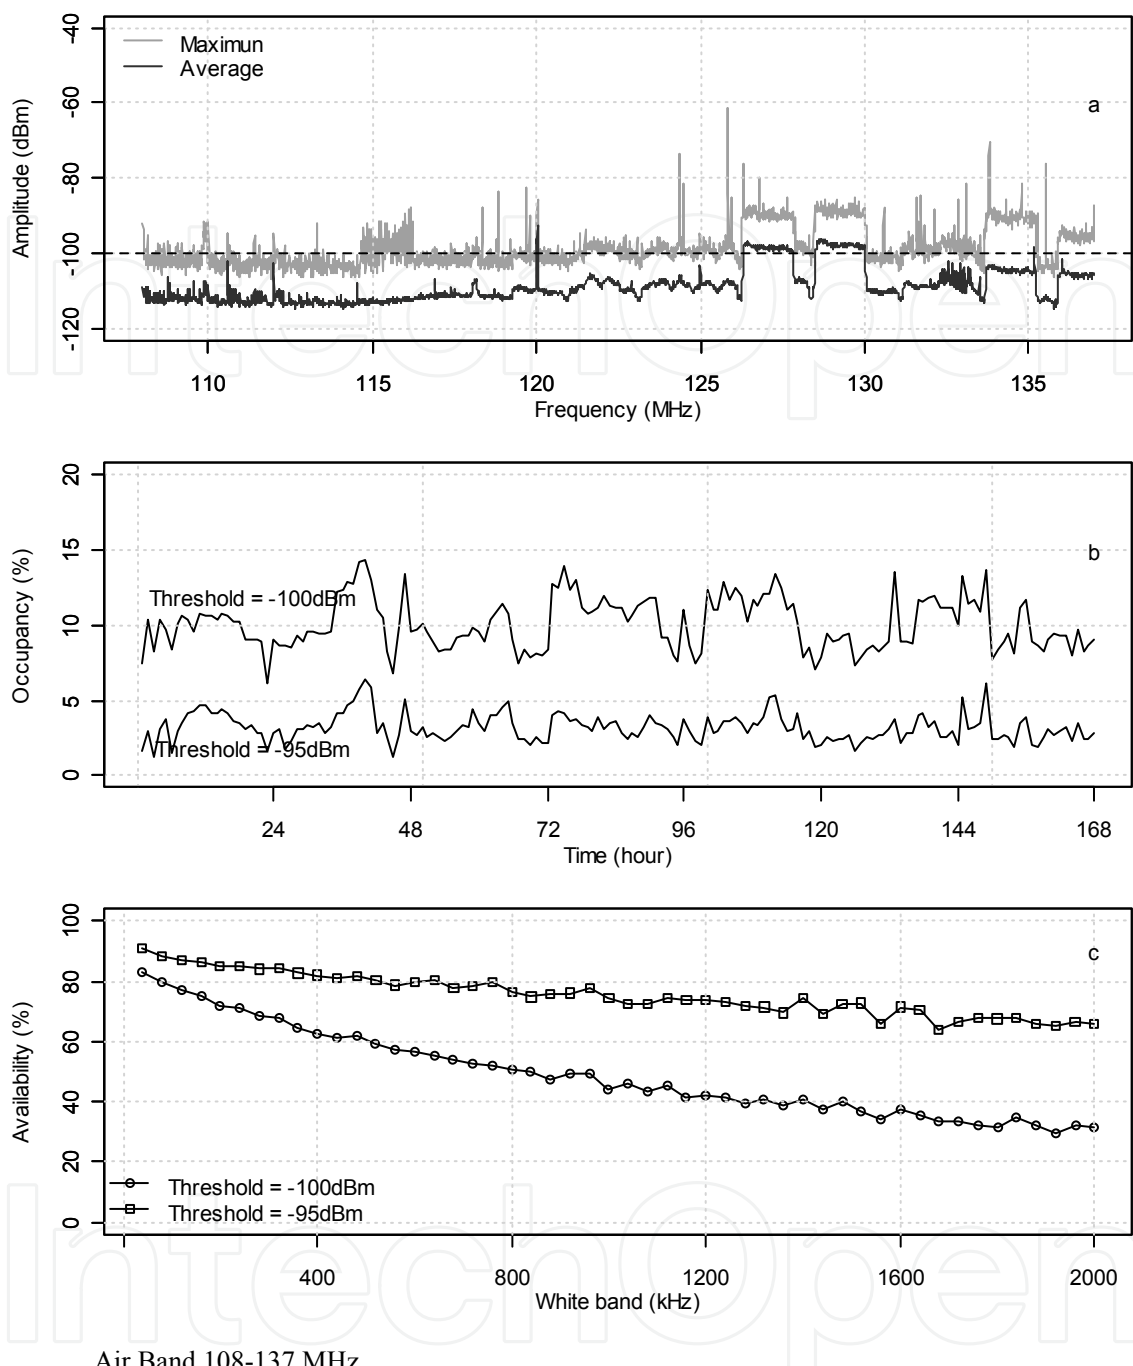 -40
-60
-80
-100
-120
Amplitude (dBm)
Maximun
Average
a
110 115 120 125 130 135
Frequency (MHz)
20
15
10
5
0
Occupancy (%)
b
Threshold = -100dBm
Threshold = -95dBm
24 48 72 96 120 144 168
Time (hour)
100
80
60
40
20
0
Availability (%)
c
Threshold = -100dBm
Threshold = -95dBm
400 800 1200 1600 2000
White band (kHz)
Air Band 108-137 MHz
IntechOpen
IntechOpen